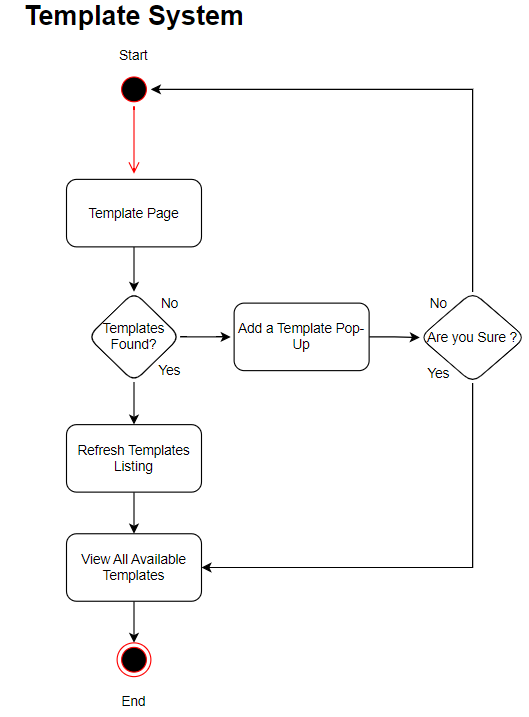 Template System
Start
Template Page
No
Templates
Found?
Yes
Add a Template Pop-
Up
No
Are you Sure ?
Yes
Refresh Templates
Listing
View All Available
Templates
End